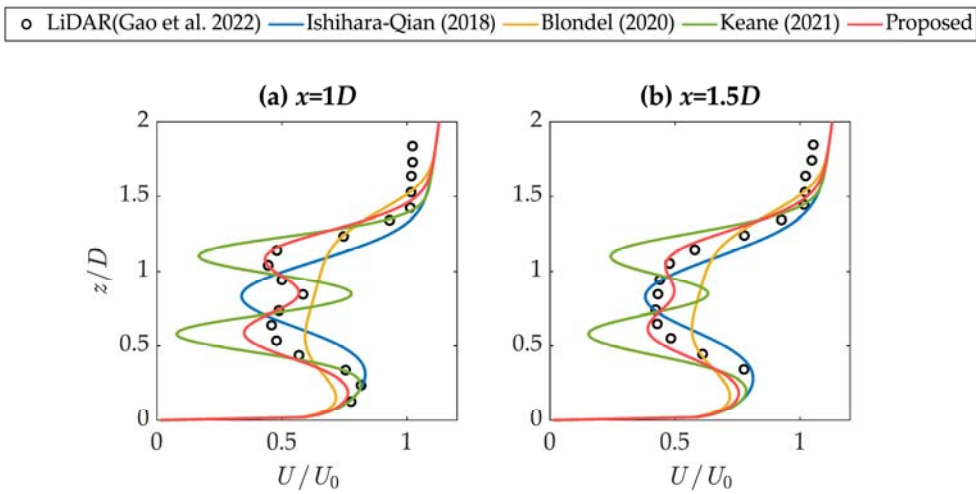 LiDAR(Gao et al. 2022) Ishihara-Qian (2018) Blondel (2020) Keane (2021) Proposed
(a) x=1D
(b) x=1.5D
2
1.5
1
0.5
0
z/D
0 0.5 1
U/U₀
2
1.5
1
0.5
0
0 0.5 1
U/U₀